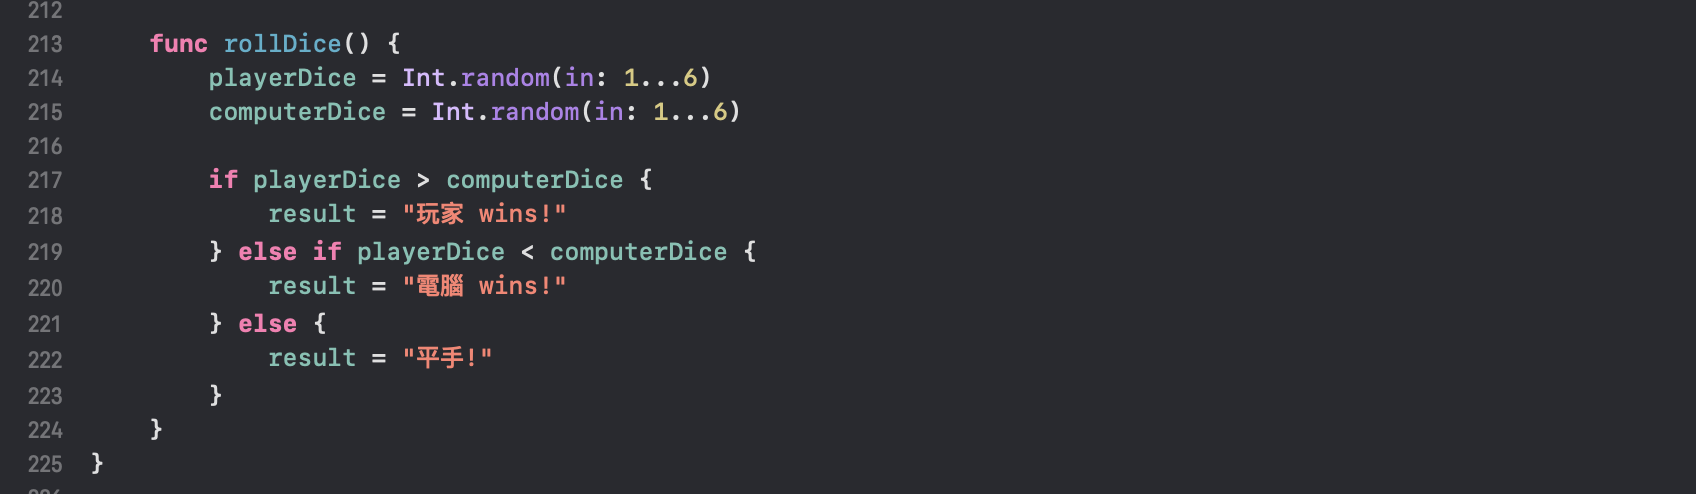 212
213 func rollDice() {
214 playerDice = Int.random(in: 1...6)
215 computerDice = Int.random(in: 1...6)
216
217 if playerDice > computerDice {
218 result = "玩家 wins!"
219 } else if playerDice < computerDice {
220 result = "電腦 wins!"
221 } else {
222 result = "平手!"
223 }
224 }
225 }